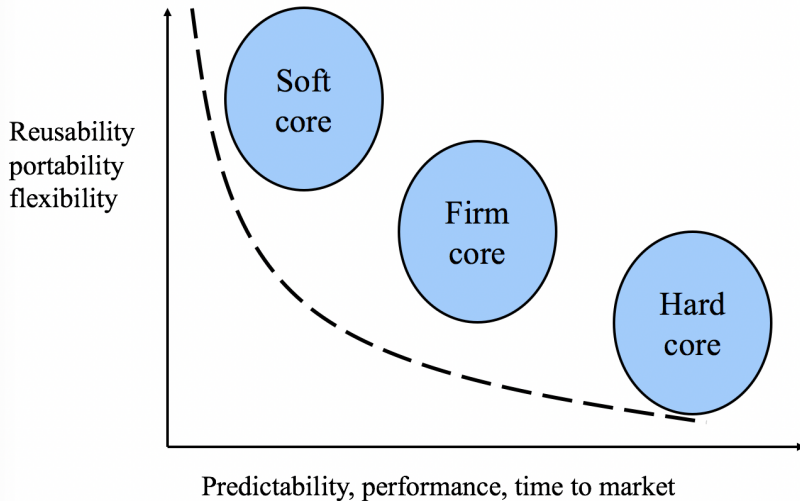 Soft
core
Reusability
portability
flexibility
Firm
core
Hard
core
Predictability, performance, time to market